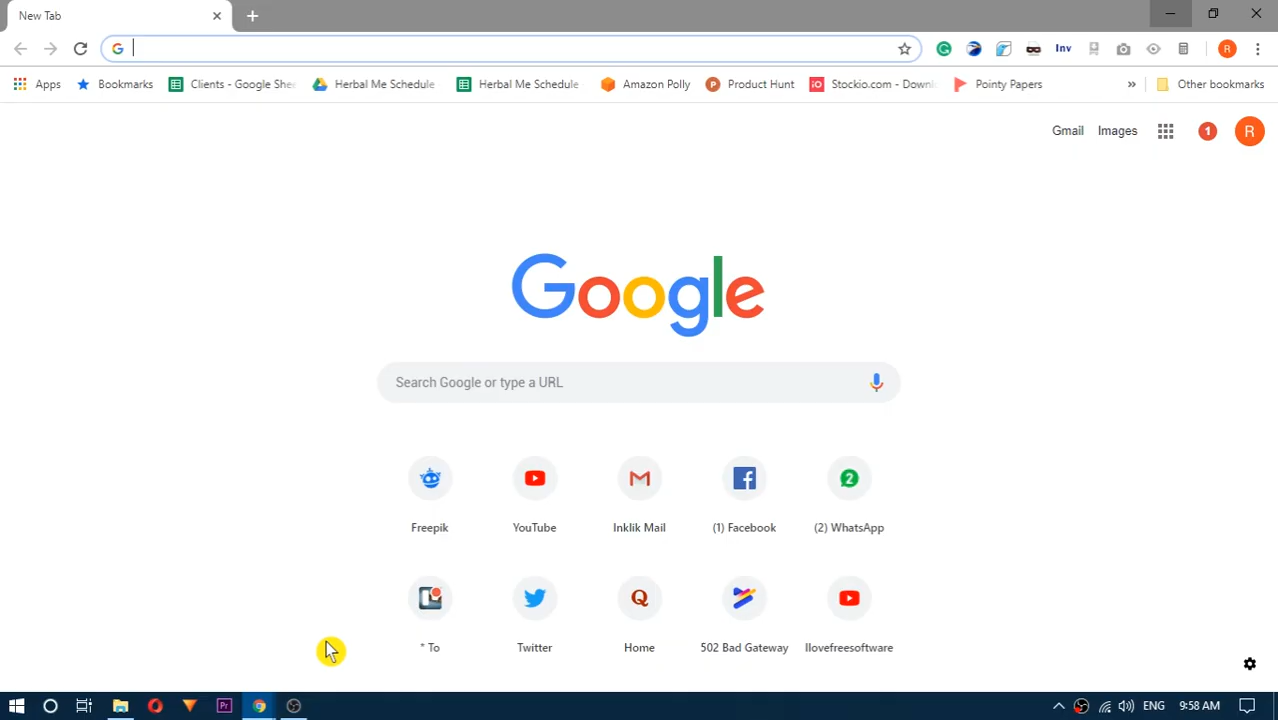 New Tab
Inv
R
Apps
Bookmarks
Clients - Google Shee
Herbal Me Schedule
Herbal Me Schedule
Amazon Polly
Product Hunt
Stockio.com - Downl
Pointy Papers
»
Other bookmarks
Gmail
Images
1
R
Google
Search Google or type a URL
Freepik
YouTube
Inklik Mail
(1) Facebook
2
(2) WhatsApp
* To
Twitter
Home
502 Bad Gateway
Ilovefreesoftware
Pr
ENG
9:58 AM